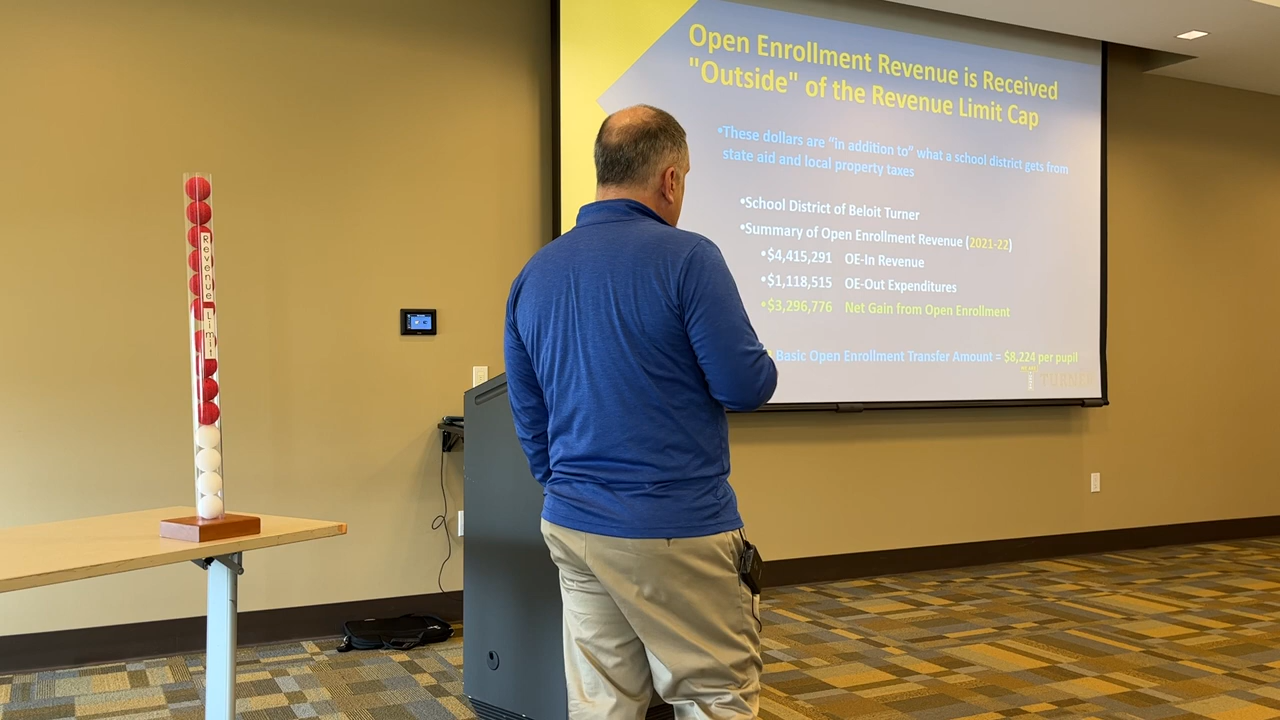 Open Enrollment Revenue is Received
"Outside" of the Revenue Limit Cap
•These dollars are “in addition to” what a school district gets from
state aid and local property taxes
•School District of Beloit Turner
•Summary of Open Enrollment Revenue (2021-22)
•$4,415,291 OE-In Revenue
•$1,118,515 OE-Out Expenditures
•$3,296,776 Net Gain from Open Enrollment
Basic Open Enrollment Transfer Amount = $8,224 per pupil
TURNER
Revenue Limit